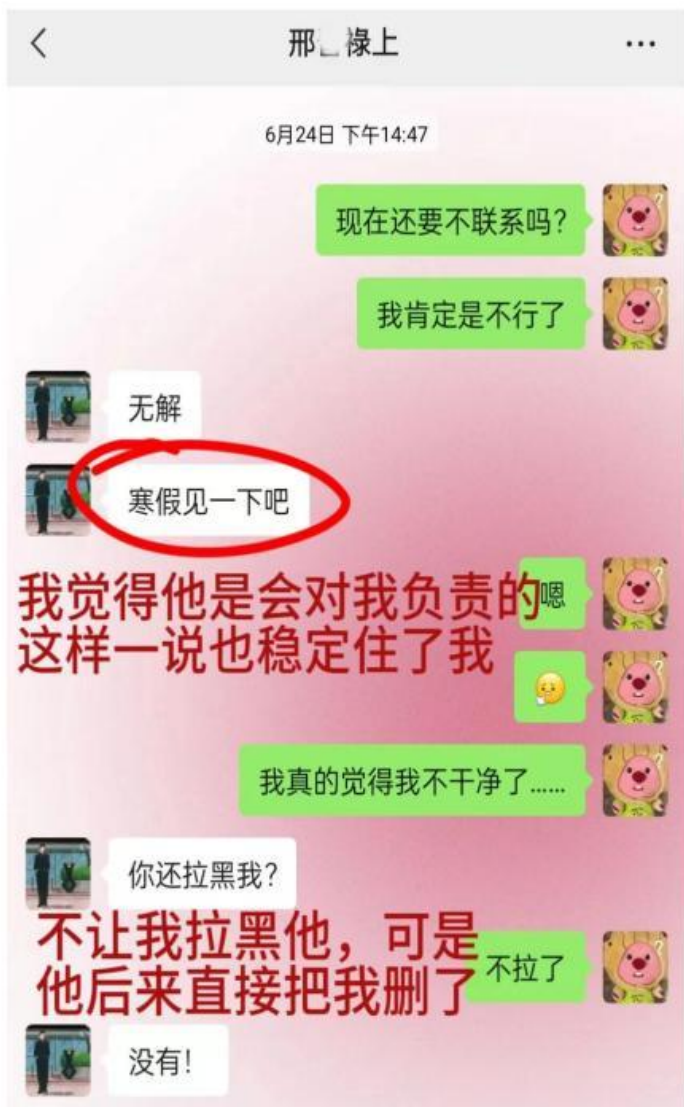 邢 禄上
6月24日 下午14:47
现在还要不联系吗?
我肯定是不行了
无解
寒假见一下吧
我觉得他是会对我负责的
嗯
这样一说也稳定住了我
我真的觉得我不干净了……
你还拉黑我?
不让我拉黑他，可是
他后来直接把我删了
不拉了
没有!